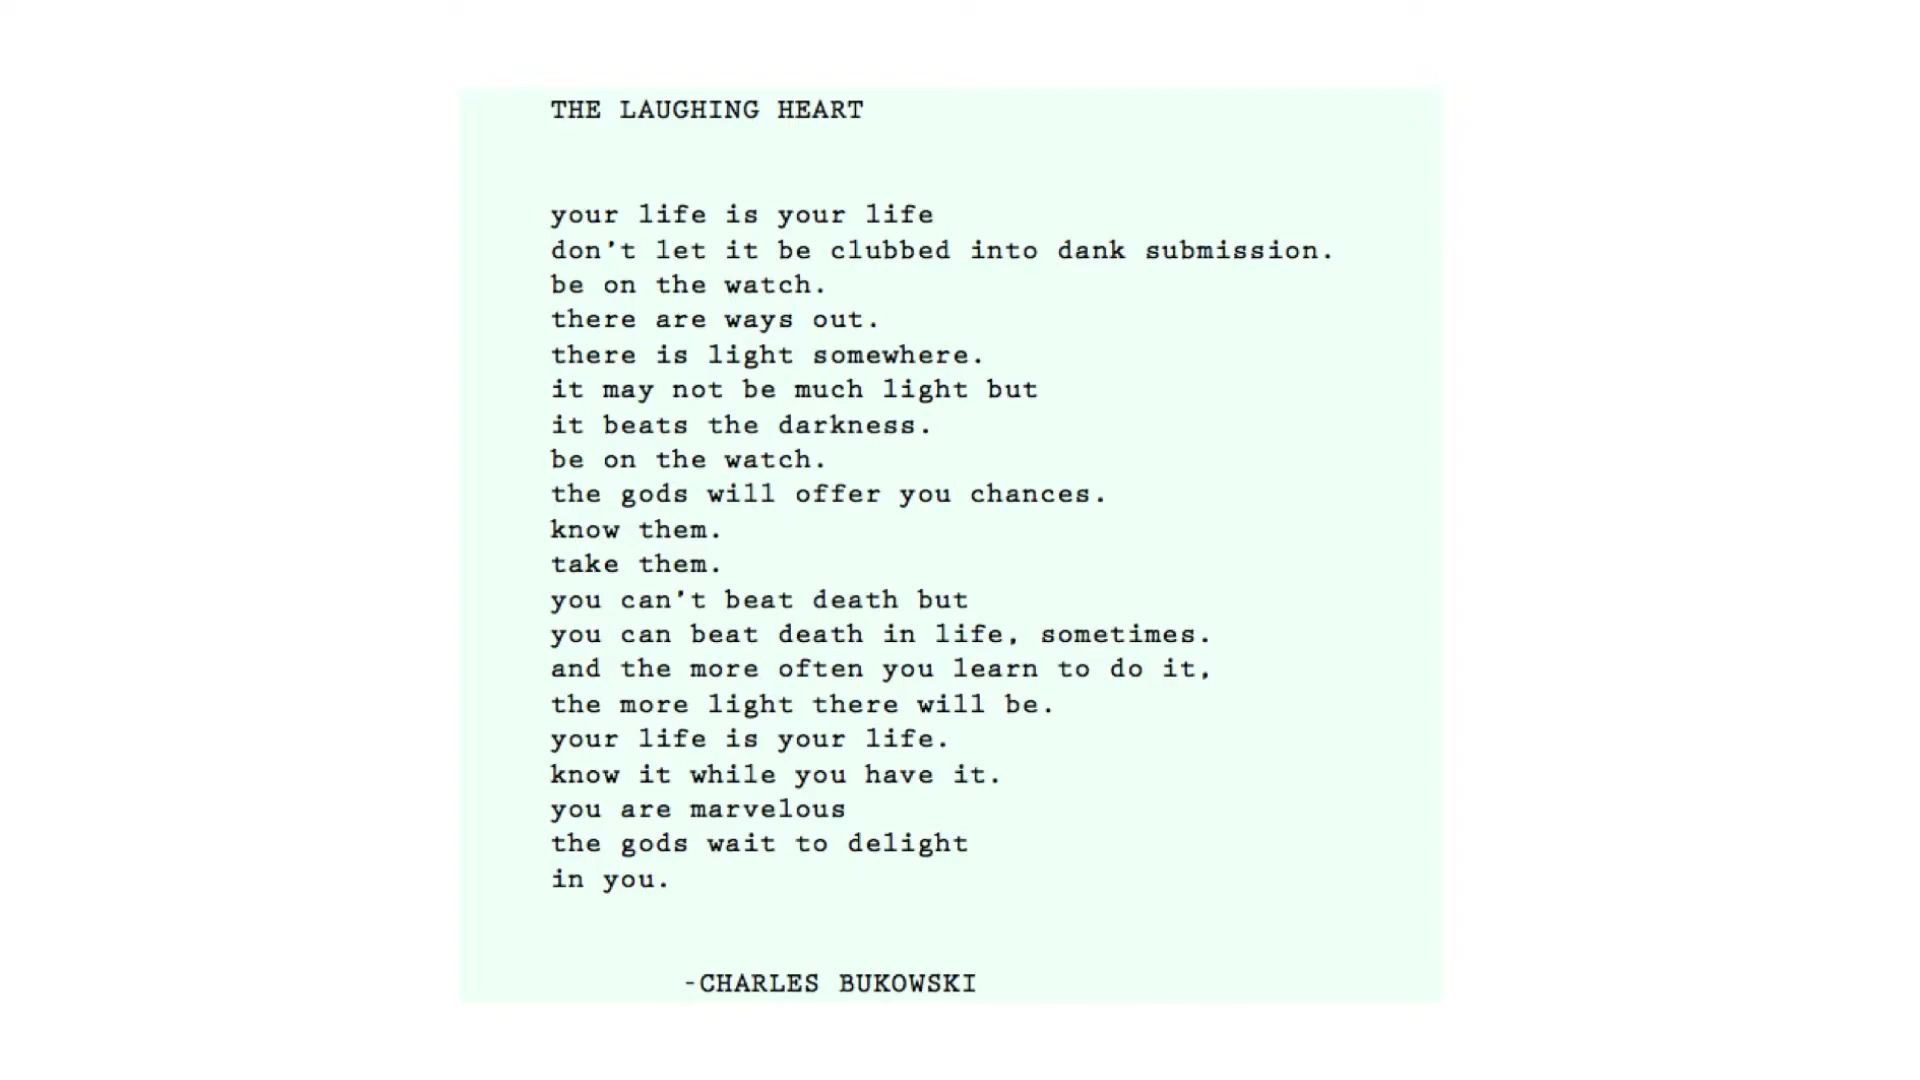 THE LAUGHING HEART
your life is your life
don't let it be clubbed into dank submission.
be on the watch.
there are ways out.
there is light somewhere.
it may not be much light but
it beats the darkness.
be on the watch.
the gods will offer you chances.
know them.
take them.
you can't beat death but
you can beat death in life, sometimes.
and the more often you learn to do it,
the more light there will be.
your life is your life.
know it while you have it.
you are marvelous
the gods wait to delight
in you.
-CHARLES BUKOWSKI